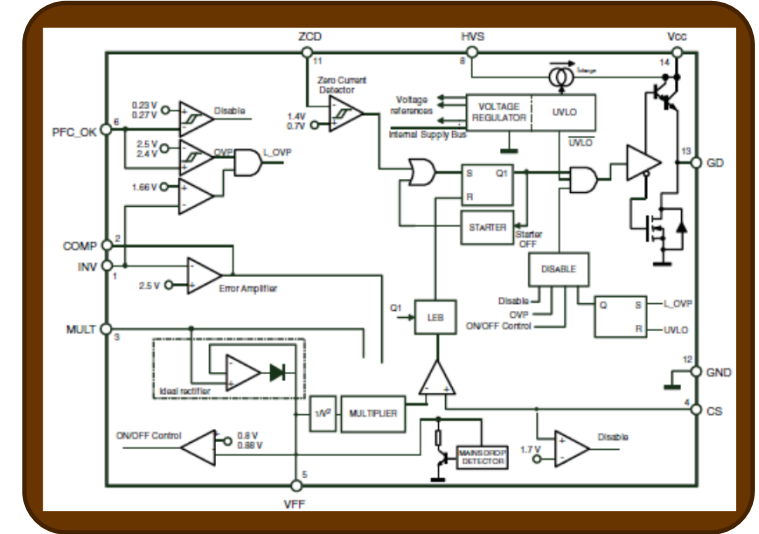 ZCD
HVS
Vcc
11
8
14
Zero Current
Detector
0.23 V
0.27 V
Disable
1.4V
0.7V
Voltage
references
VOLTAGE
REGULATOR
UVLO
Internal Supply Bus
UVLO
6
PFC_OK
2.5 V
2.4 V
OVP
L_OVP
1.66 V
S
Q1
R
13
GD
STARTER
Starter
OFF
COMP
2
INV
1
2.5 V
Error Amplifier
DISABLE
Disable
OVP
ON/OFF Control
Q
S
L_OVP
R
UVLO
Q1
LEB
MULT
3
12
GND
Ideal rectifier
4
CS
1/V2
MULTIPLIER
ON/OFF Control
0.8 V
0.88 V
MAINS DROP
DETECTOR
1.7 V
Disable
5
VFF